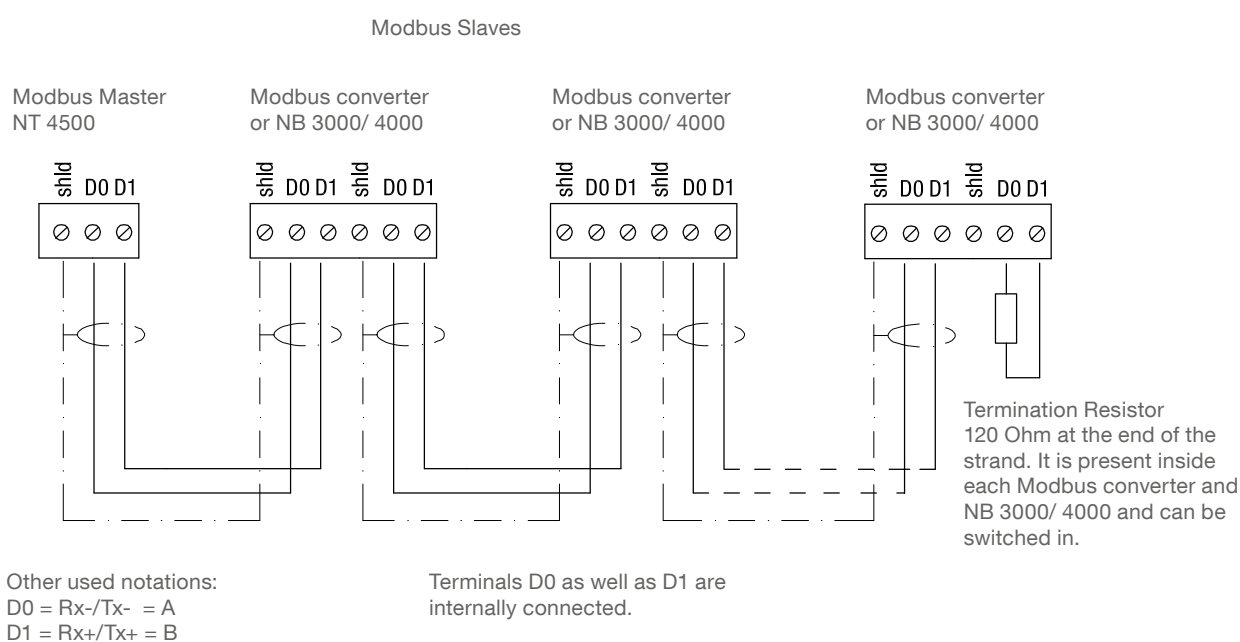 Modbus Slaves
Modbus Master
NT 4500
Modbus converter
or NB 3000/ 4000
Modbus converter
or NB 3000/ 4000
Modbus converter
or NB 3000/ 4000
shld D0 D1
shld D0 D1 shld D0 D1
shld D0 D1 shld D0 D1
shld D0 D1 shld D0 D1
Termination Resistor
120 Ohm at the end of the
strand. It is present inside
each Modbus converter and
NB 3000/ 4000 and can be
switched in.
Other used notations:
D0 = Rx-/Tx- = A
D1 = Rx+/Tx+ = B
Terminals D0 as well as D1 are
internally connected.